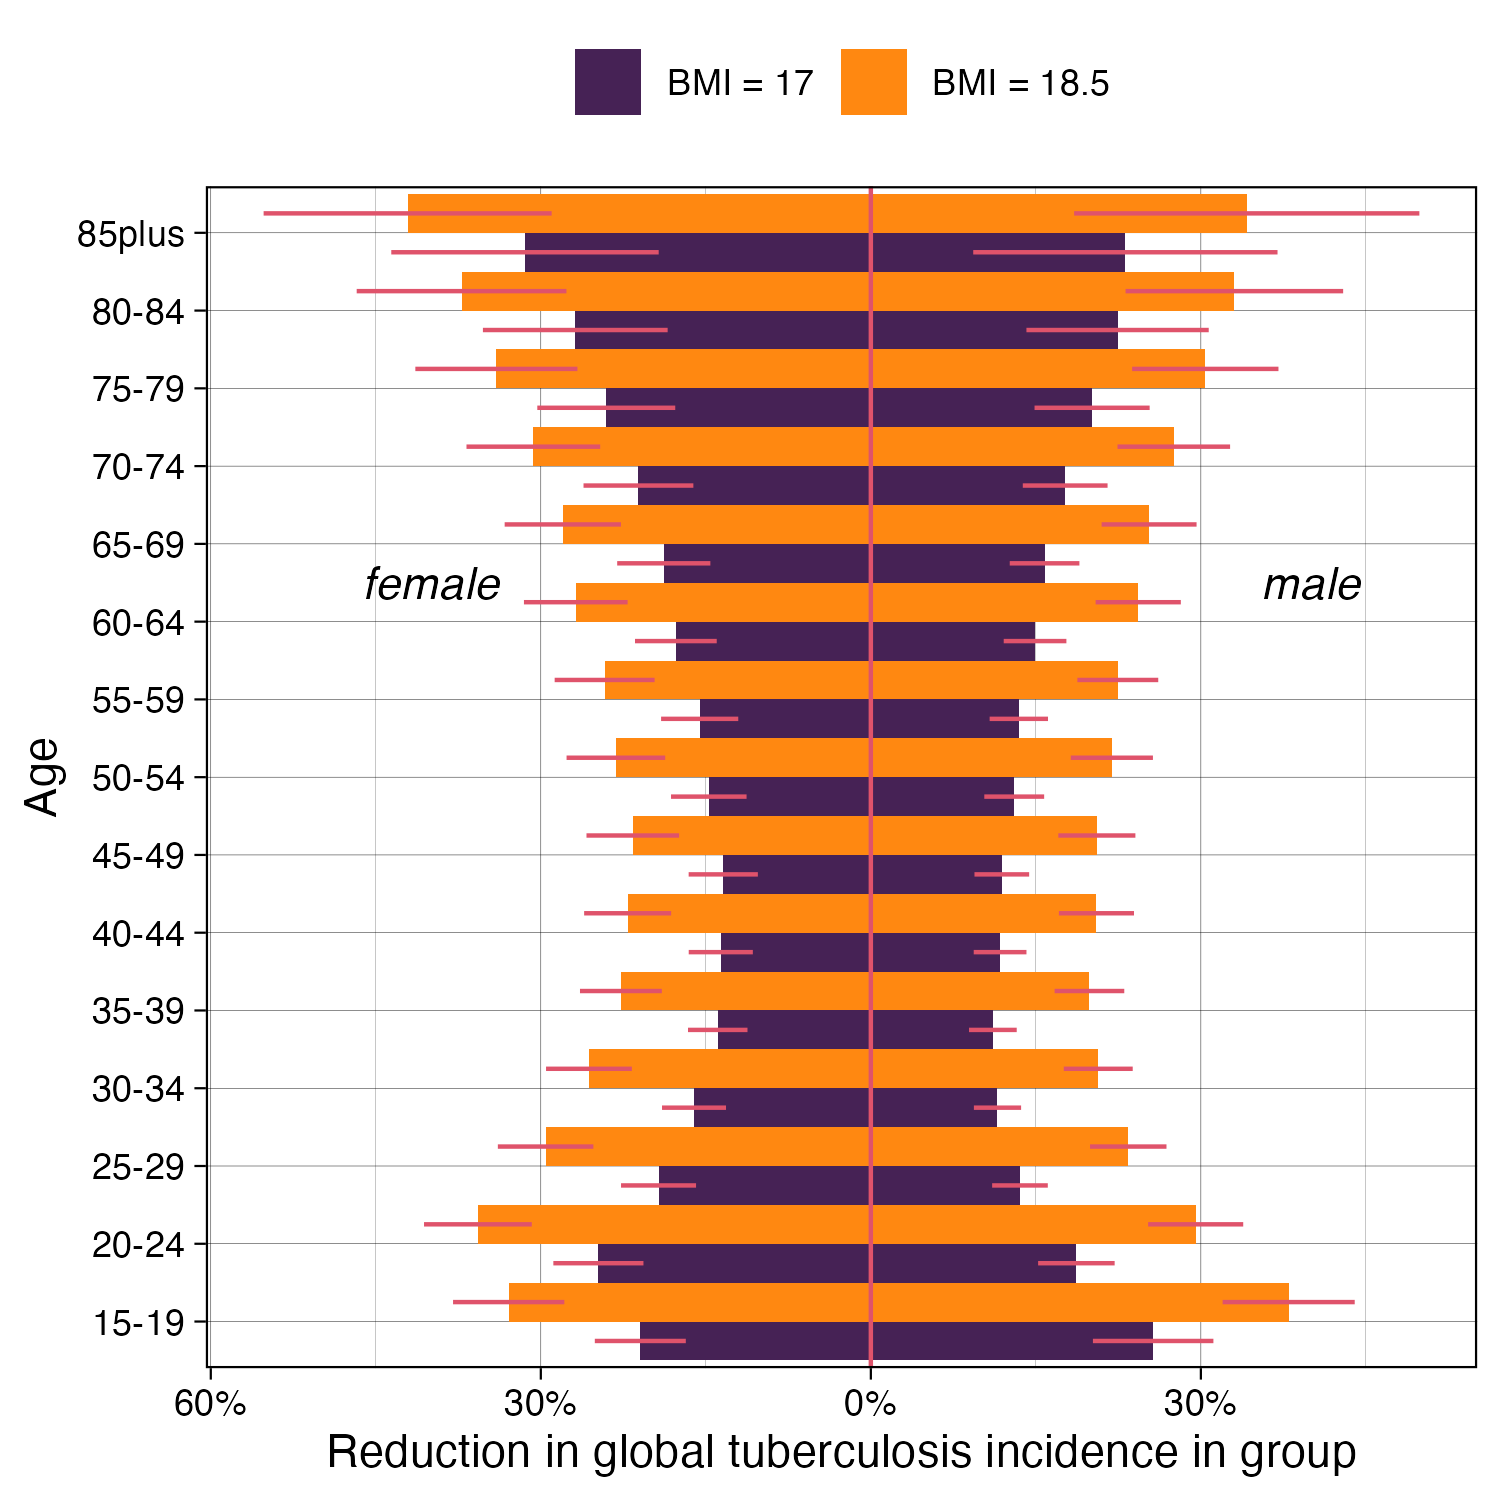 BMI = 17 BMI = 18.5
85plus
80-84
75-79
70-74
65-69
female male
60-64
55-59
50-54
Age
45-49
40-44
35-39
30-34
25-29
20-24
15-19
60% 30% 0% 30%
Reduction in global tuberculosis incidence in group